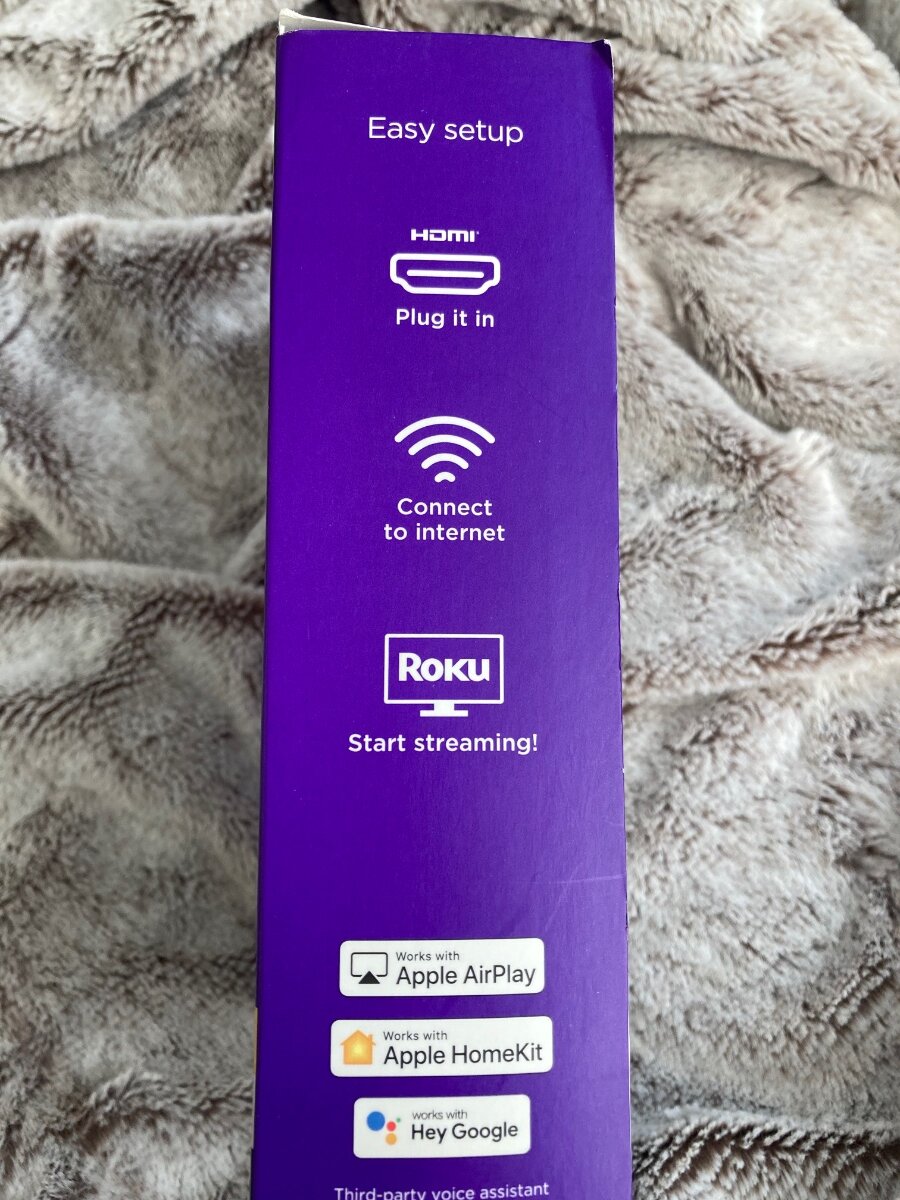 Easy setup
HDMI
Plug it in
Connect
to internet
Roku
Start streaming!
Works with
Apple AirPlay
Works with
Apple HomeKit
works with
Hey Google
Third-party voice assistant